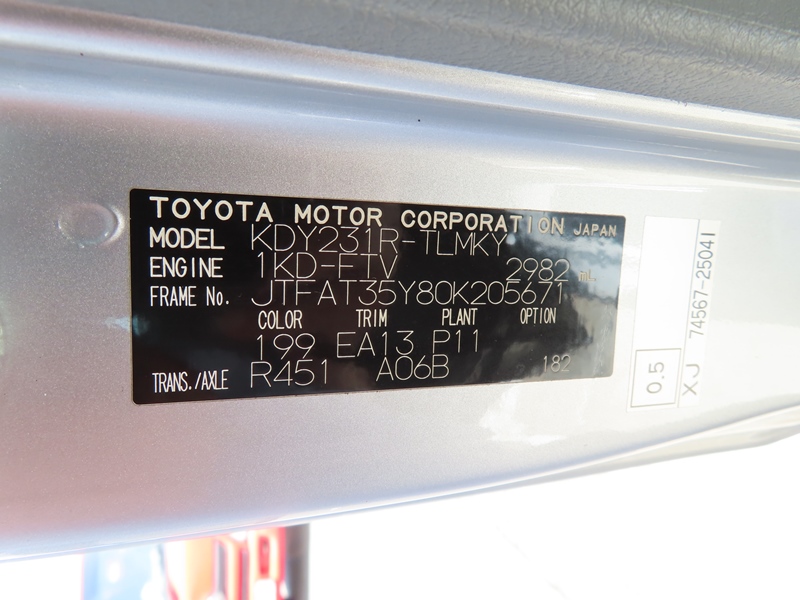 TOYOTA MOTOR CORPORATION JAPAN
MODEL KDY231R-TLMKY
ENGINE 1KD-FTV 2982 mL
FRAME No. JTFAT35Y80K205671
COLOR TRIM PLANT OPTION
199 EA13 P11
TRANS./AXLE R451 A06B 182
0.5
XJ 74567-25041